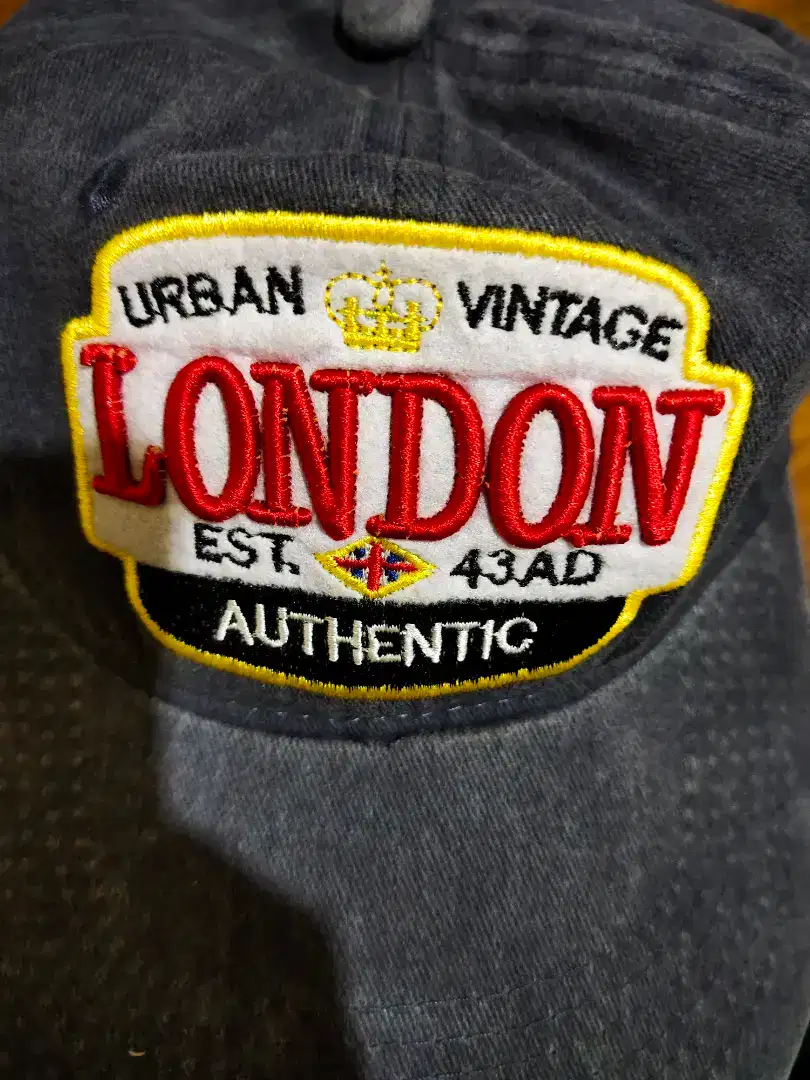 URBAN VINTAGE
LONDON
EST. 43AD
AUTHENTIC